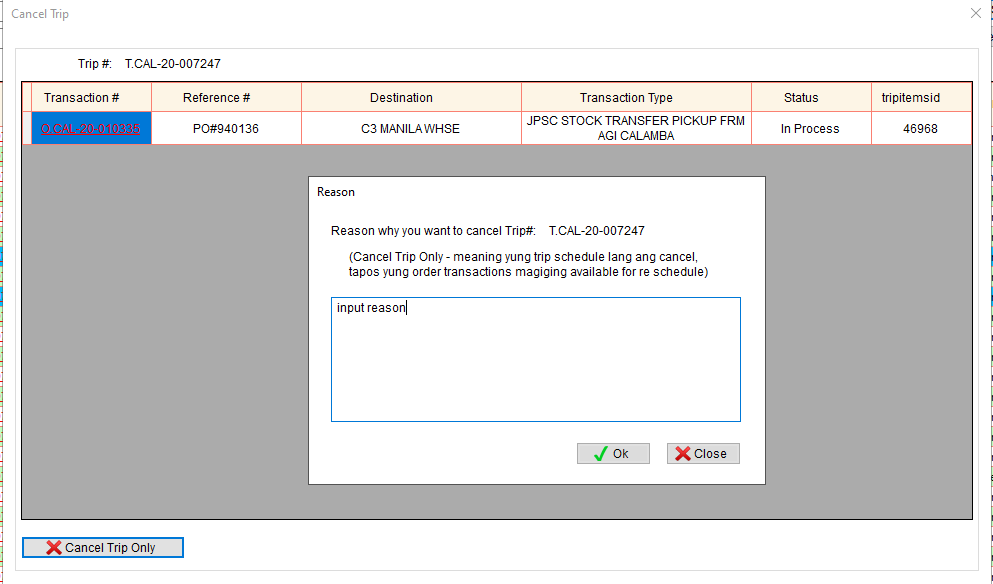 Cancel Trip
Trip #: T.CAL-20-007247
Transaction # Reference # Destination Transaction Type Status tripitemsid
O.CAL-20-010335 PO#940136 C3 MANILA WHSE JPSC STOCK TRANSFER PICKUP FRM AGI CALAMBA In Process 46968
Reason
Reason why you want to cancel Trip#: T.CAL-20-007247
(Cancel Trip Only - meaning yung trip schedule lang ang cancel,
tapos yung order transactions magiging available for re schedule)
input reason
Ok Close
Cancel Trip Only